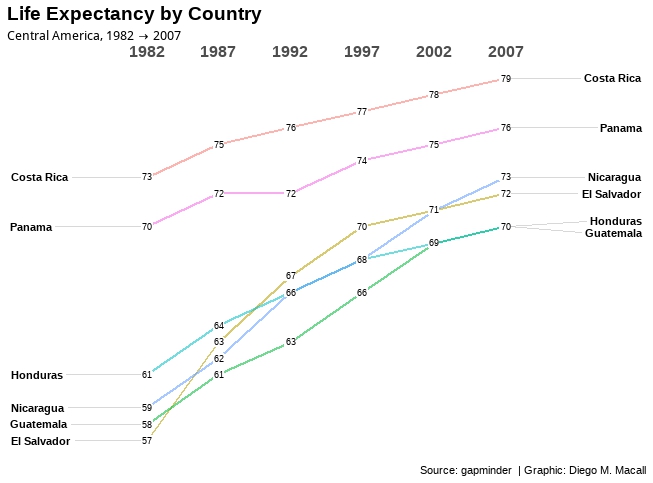 Life Expectancy by Country
Central America, 1982 → 2007
1982 1987 1992 1997 2002 2007
79 Costa Rica
78
77
76 76 Panama
75 75
74
Costa Rica 73 73 Nicaragua
72 72 72 El Salvador
71
Honduras
Panama 70 70 70
Guatemala
69
68
67
66 66
64
63 63
62
Honduras 61 61
Nicaragua 59
Guatemala 58
El Salvador 57
Source: gapminder | Graphic: Diego M. Macall